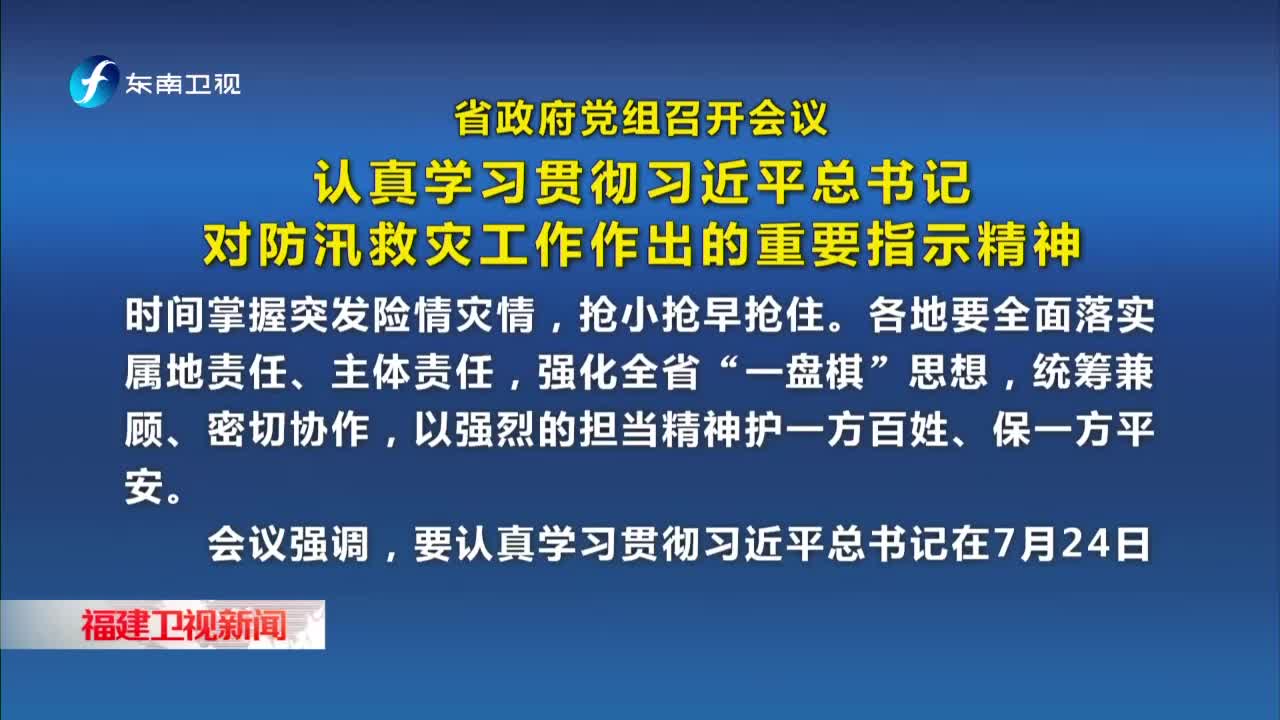 东南卫视
省政府党组召开会议
认真学习贯彻习近平总书记
对防汛救灾工作作出的重要指示精神
时间掌握突发险情灾情，抢小抢早抢住。各地要全面落实
属地责任、主体责任，强化全省“一盘棋”思想，统筹兼
顾、密切协作，以强烈的担当精神护一方百姓、保一方平
安。
会议强调，要认真学习贯彻习近平总书记在7月24日
福建卫视新闻